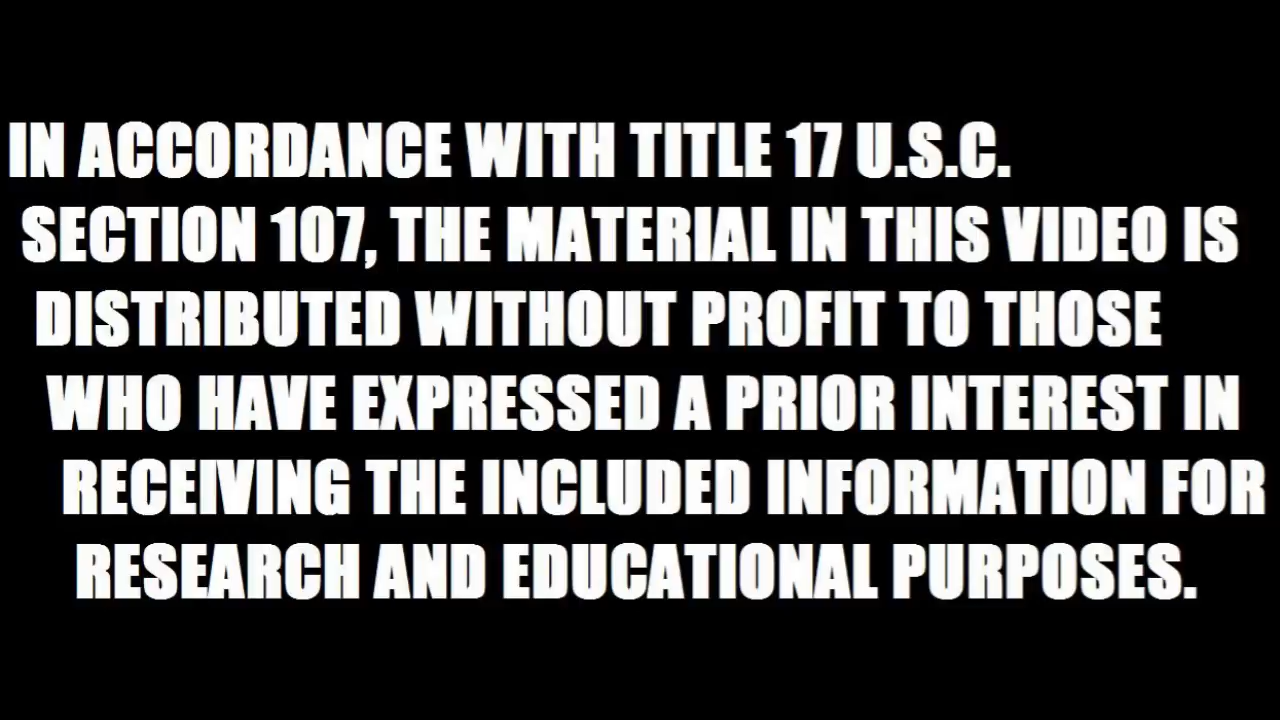 IN ACCORDANCE WITH TITLE 17 U.S.C.
SECTION 107, THE MATERIAL IN THIS VIDEO IS
DISTRIBUTED WITHOUT PROFIT TO THOSE
WHO HAVE EXPRESSED A PRIOR INTEREST IN
RECEIVING THE INCLUDED INFORMATION FOR
RESEARCH AND EDUCATIONAL PURPOSES.